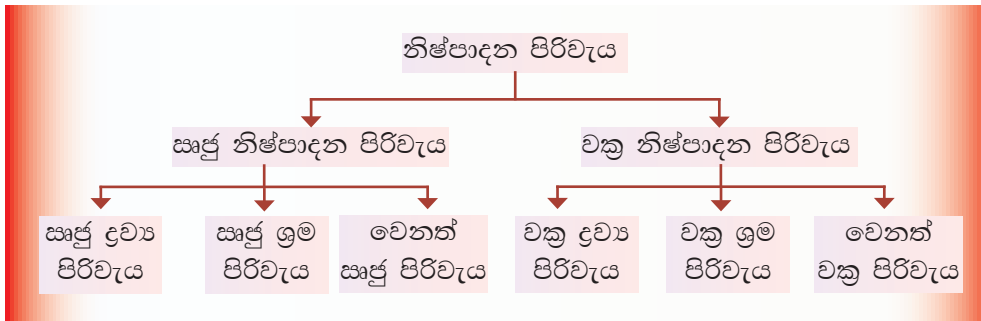 නිෂ්පාදන පිරිවැය
ඍජු නිෂ්පාදන පිරිවැය
වක්‍ර නිෂ්පාදන පිරිවැය
ඍජු ද්‍රව්‍ය
පිරිවැය
ඍජු ශ්‍රම
පිරිවැය
වෙනත්
ඍජු පිරිවැය
වක්‍ර ද්‍රව්‍ය
පිරිවැය
වක්‍ර ශ්‍රම
පිරිවැය
වෙනත්
වක්‍ර පිරිවැය